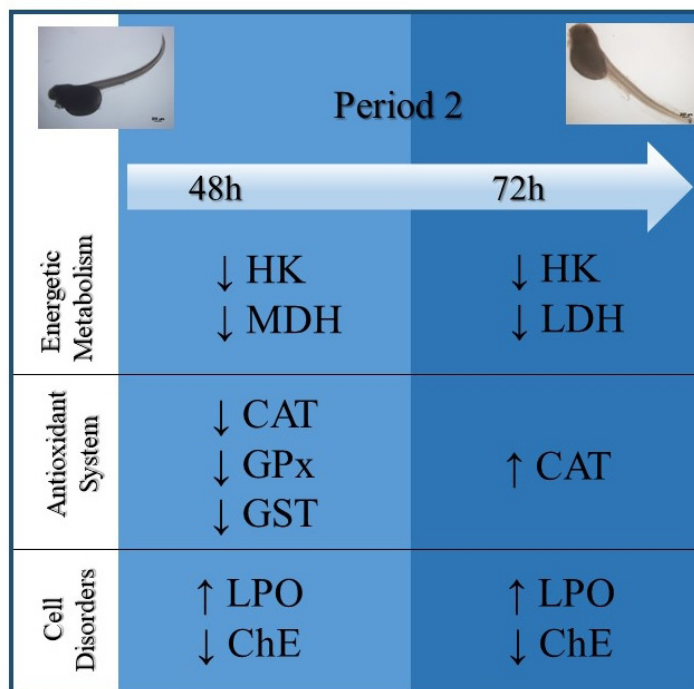 Period 2
48h 72h
Energetic
Metabolism
↓ HK ↓ HK
↓ MDH ↓ LDH
Antioxidant
System
↓ CAT
↓ GPx ↑ CAT
↓ GST
Cell
Disorders
↑ LPO ↑ LPO
↓ ChE ↓ ChE